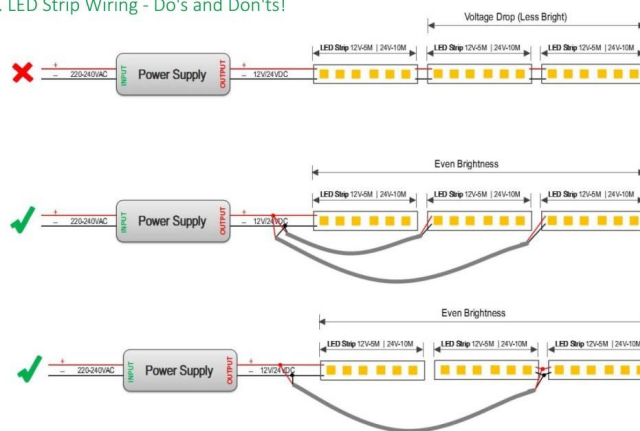 . LED Strip Wiring - Do's and Don'ts!
Voltage Drop (Less Bright)
LED Strip 12V-5M | 24V-10M
LED Strip 12V-5M | 24V-10M
LED Strip 12V-5M | 24V-10M
+
– 220-240VAC
INPUT
Power Supply
OUTPUT
+
– 12V/24VDC
Even Brightness
LED Strip 12V-5M | 24V-10M
LED Strip 12V-5M | 24V-10M
LED Strip 12V-5M | 24V-10M
+
– 220-240VAC
INPUT
Power Supply
OUTPUT
+
– 12V/24VDC
Even Brightness
LED Strip 12V-5M | 24V-10M
LED Strip 12V-5M | 24V-10M
LED Strip 12V-5M | 24V-10M
+
– 220-240VAC
INPUT
Power Supply
OUTPUT
+
– 12V/24VDC